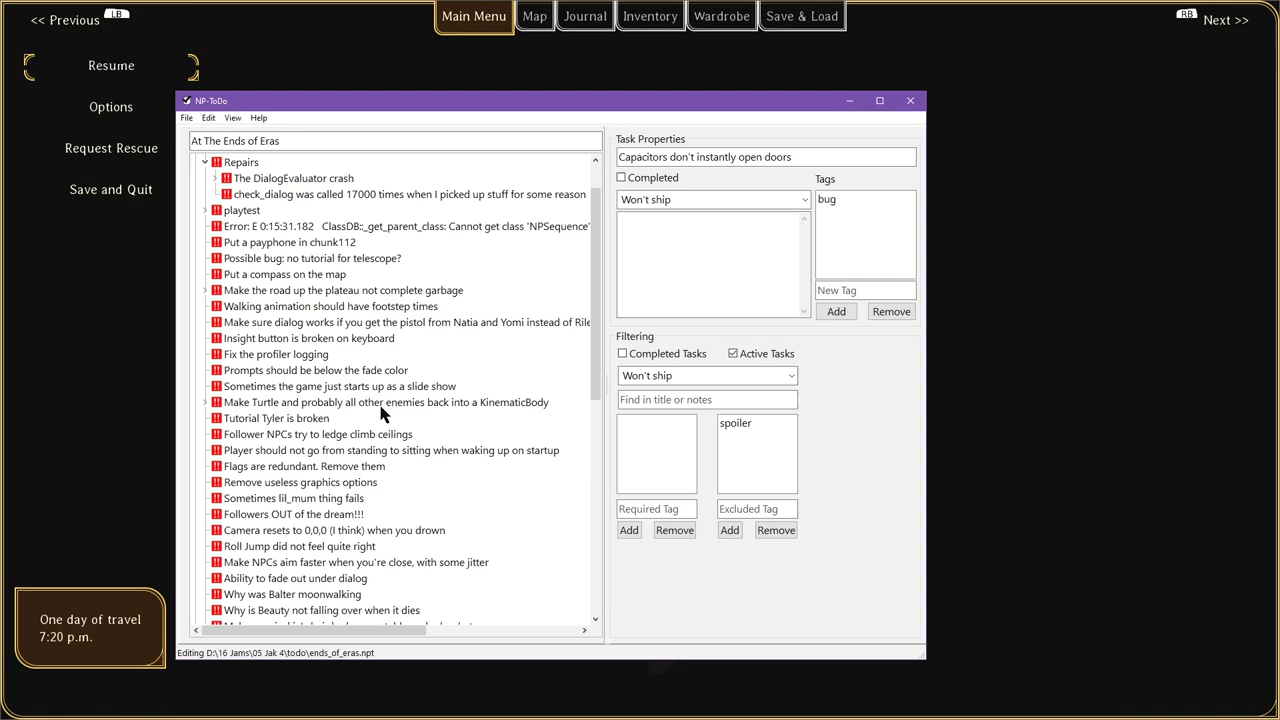 << Previous LB
Main Menu
Map
Journal
Inventory
Wardrobe
Save & Load
RB Next >>
Resume
Options
Request Rescue
Save and Quit
One day of travel
7:20 p.m.
NP-ToDo
File Edit View Help
At The Ends of Eras
Repairs
The DialogEvaluator crash
check_dialog was called 17000 times when I picked up stuff for some reason
playtest
Error: E 0:15:31.182 ClassDB::_get_parent_class: Cannot get class 'NPSequence'
Put a payphone in chunk112
Possible bug: no tutorial for telescope?
Put a compass on the map
Make the road up the plateau not complete garbage
Walking animation should have footstep times
Make sure dialog works if you get the pistol from Natia and Yomi instead of Rile
Insight button is broken on keyboard
Fix the profiler logging
Prompts should be below the fade color
Sometimes the game just starts up as a slide show
Make Turtle and probably all other enemies back into a KinematicBody
Tutorial Tyler is broken
Follower NPCs try to ledge climb ceilings
Player should not go from standing to sitting when waking up on startup
Flags are redundant. Remove them
Remove useless graphics options
Sometimes lil_mum thing fails
Followers OUT of the dream!!!
Camera resets to 0,0,0 (I think) when you drown
Roll Jump did not feel quite right
Make NPCs aim faster when you're close, with some jitter
Ability to fade out under dialog
Why was Balter moonwalking
Why is Beauty not falling over when it dies
Task Properties
Capacitors don't instantly open doors
Completed
Tags
Won't ship
bug
New Tag
Add Remove
Filtering
Completed Tasks Active Tasks
Won't ship
Find in title or notes
spoiler
Required Tag Excluded Tag
Add Remove Add Remove
Editing D:\16 Jams\05 Jak 4\todo\ends_of_eras.npt